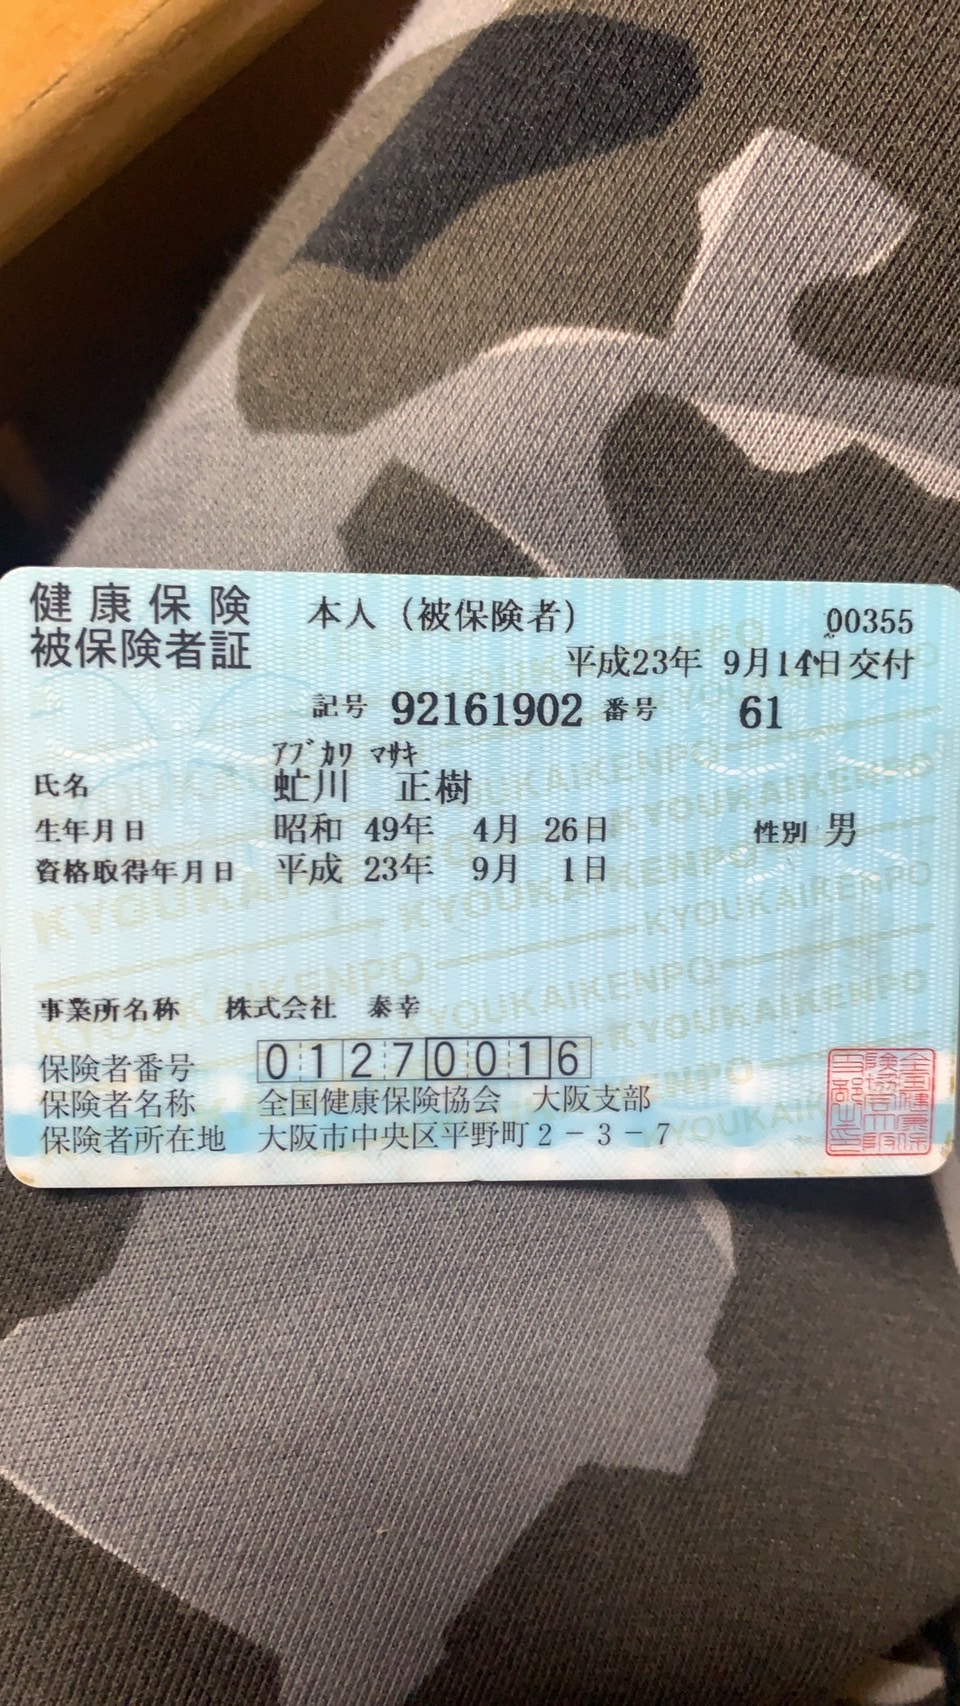 健康保険
被保険者証
本人（被保険者） 00355
平成23年 9月14日交付
記号 92161902 番号 61
ｱﾌﾞｶﾜ ﾏｻｷ
氏名 虻川 正樹
生年月日 昭和 49年 4月 26日 性別 男
資格取得年月日 平成 23年 9月 1日
事業所名称 株式会社 泰幸
保険者番号 01270016
保険者名称 全国健康保険協会 大阪支部
保険者所在地 大阪市中央区平野町2－3－7
KYOUKAIKENPO